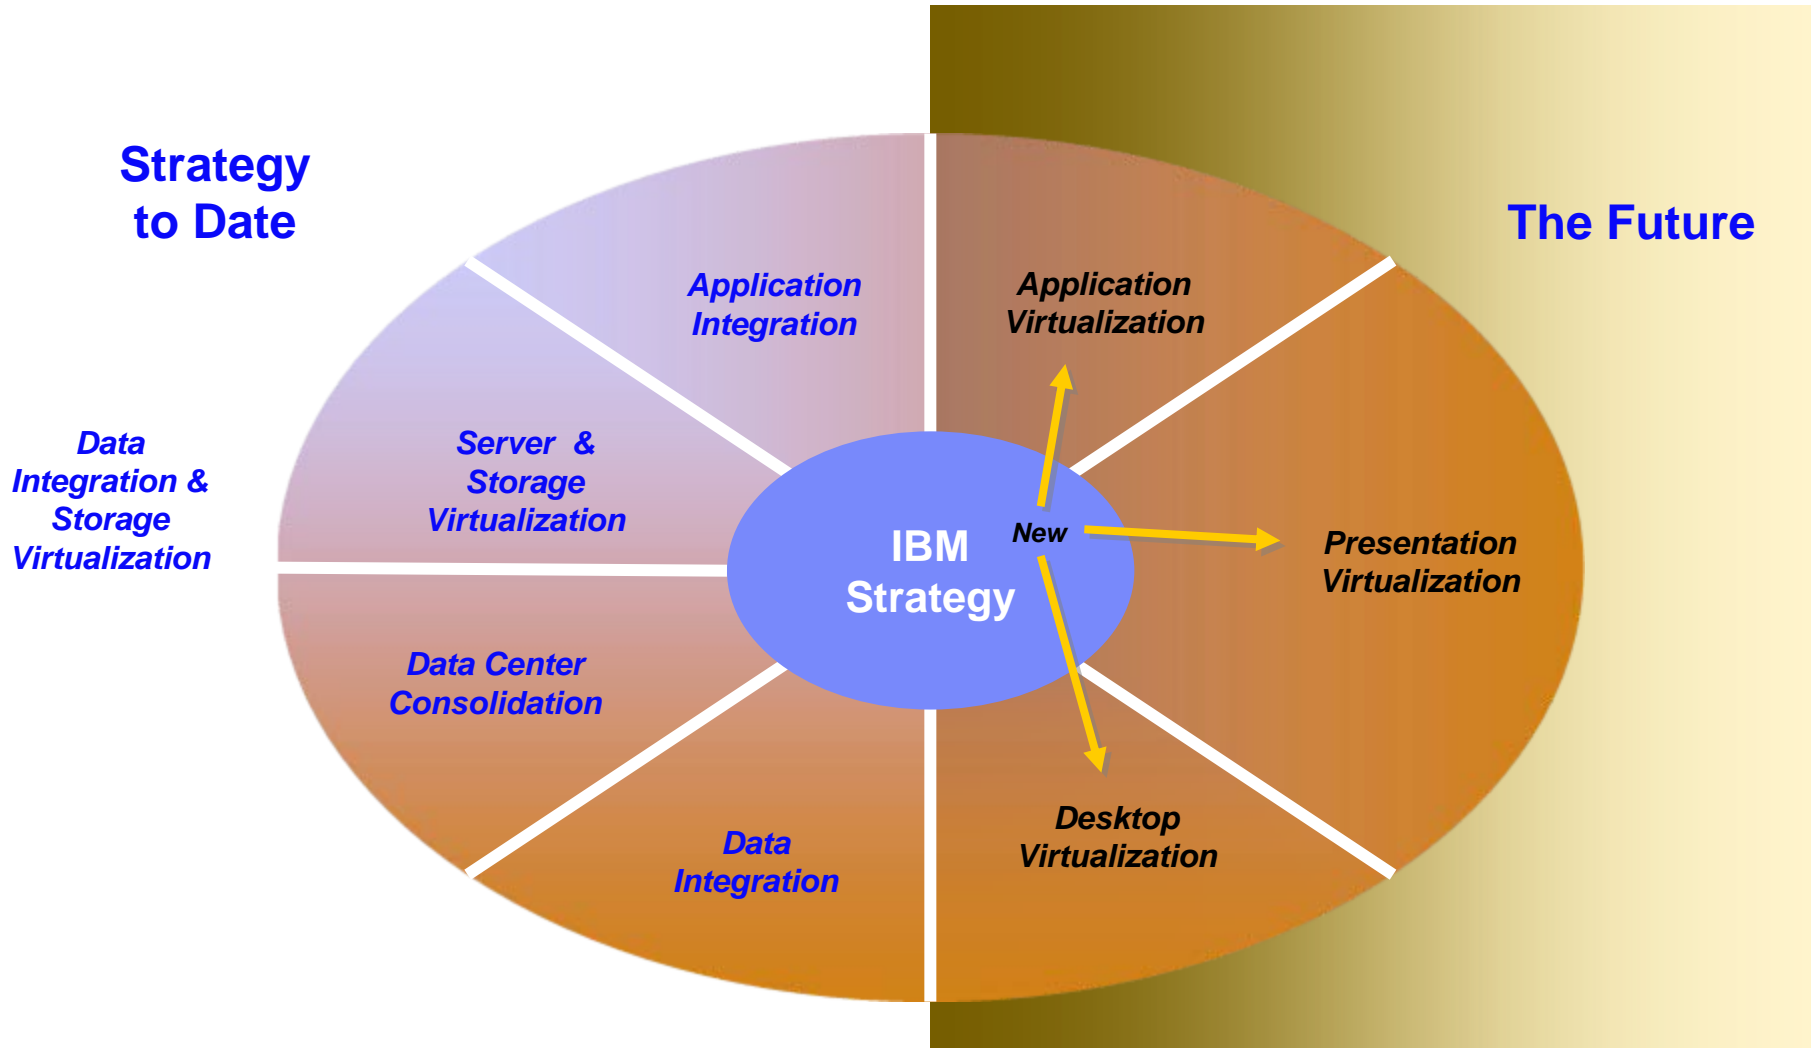 Strategy
to Date
The Future
Application
Integration
Application
Virtualization
Data
Integration &
Storage
Virtualization
Server &
Storage
Virtualization
IBM
Strategy
New
Presentation
Virtualization
Data Center
Consolidation
Data
Integration
Desktop
Virtualization